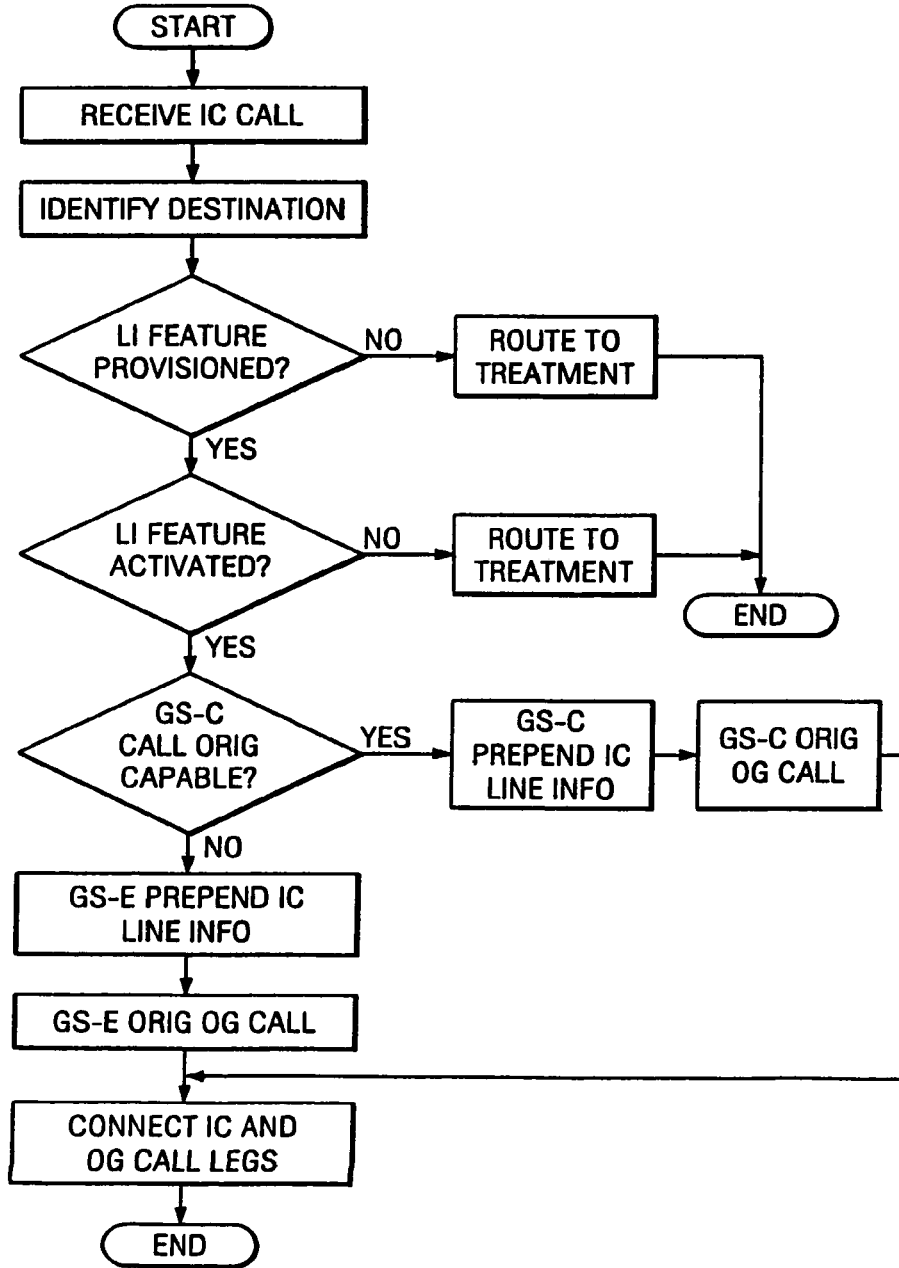 START
RECEIVE IC CALL
IDENTIFY DESTINATION
LI FEATURE
PROVISIONED?
NO
ROUTE TO
TREATMENT
YES
LI FEATURE
ACTIVATED?
NO
ROUTE TO
TREATMENT
END
YES
GS-C
CALL ORIG
CAPABLE?
YES
GS-C
PREPEND IC
LINE INFO
GS-C ORIG
OG CALL
NO
GS-E PREPEND IC
LINE INFO
GS-E ORIG OG CALL
CONNECT IC AND
OG CALL LEGS
END